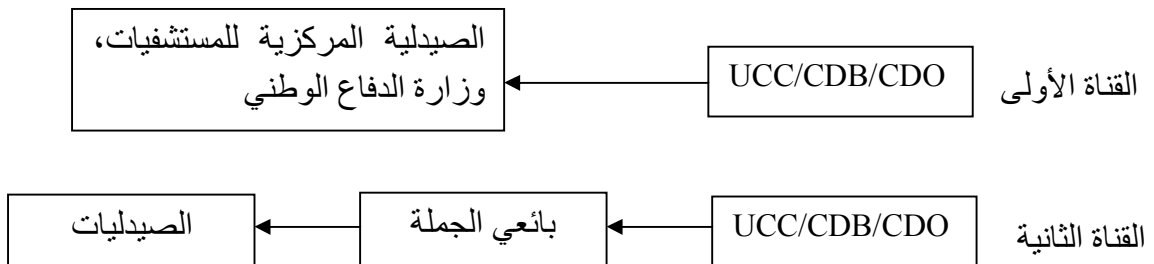 القناة الأولى
UCC/CDB/CDO
الصيدلية المركزية للمستشفيات،
وزارة الدفاع الوطني
القناة الثانية
UCC/CDB/CDO
بائعي الجملة
الصيدليات